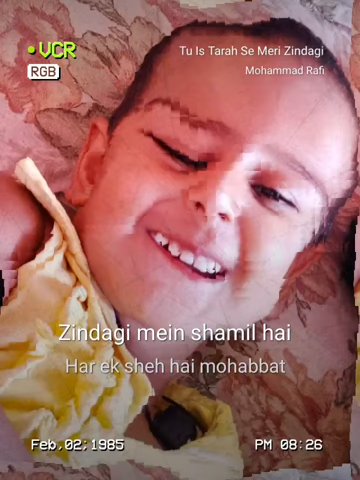 VCR
Tu Is Tarah Se Meri Zindagi
RGB
Mohammad Rafi
Zindagi mein shamil hai
Har ek sheh hai mohabbat
Feb,02;1985
PM 08:26